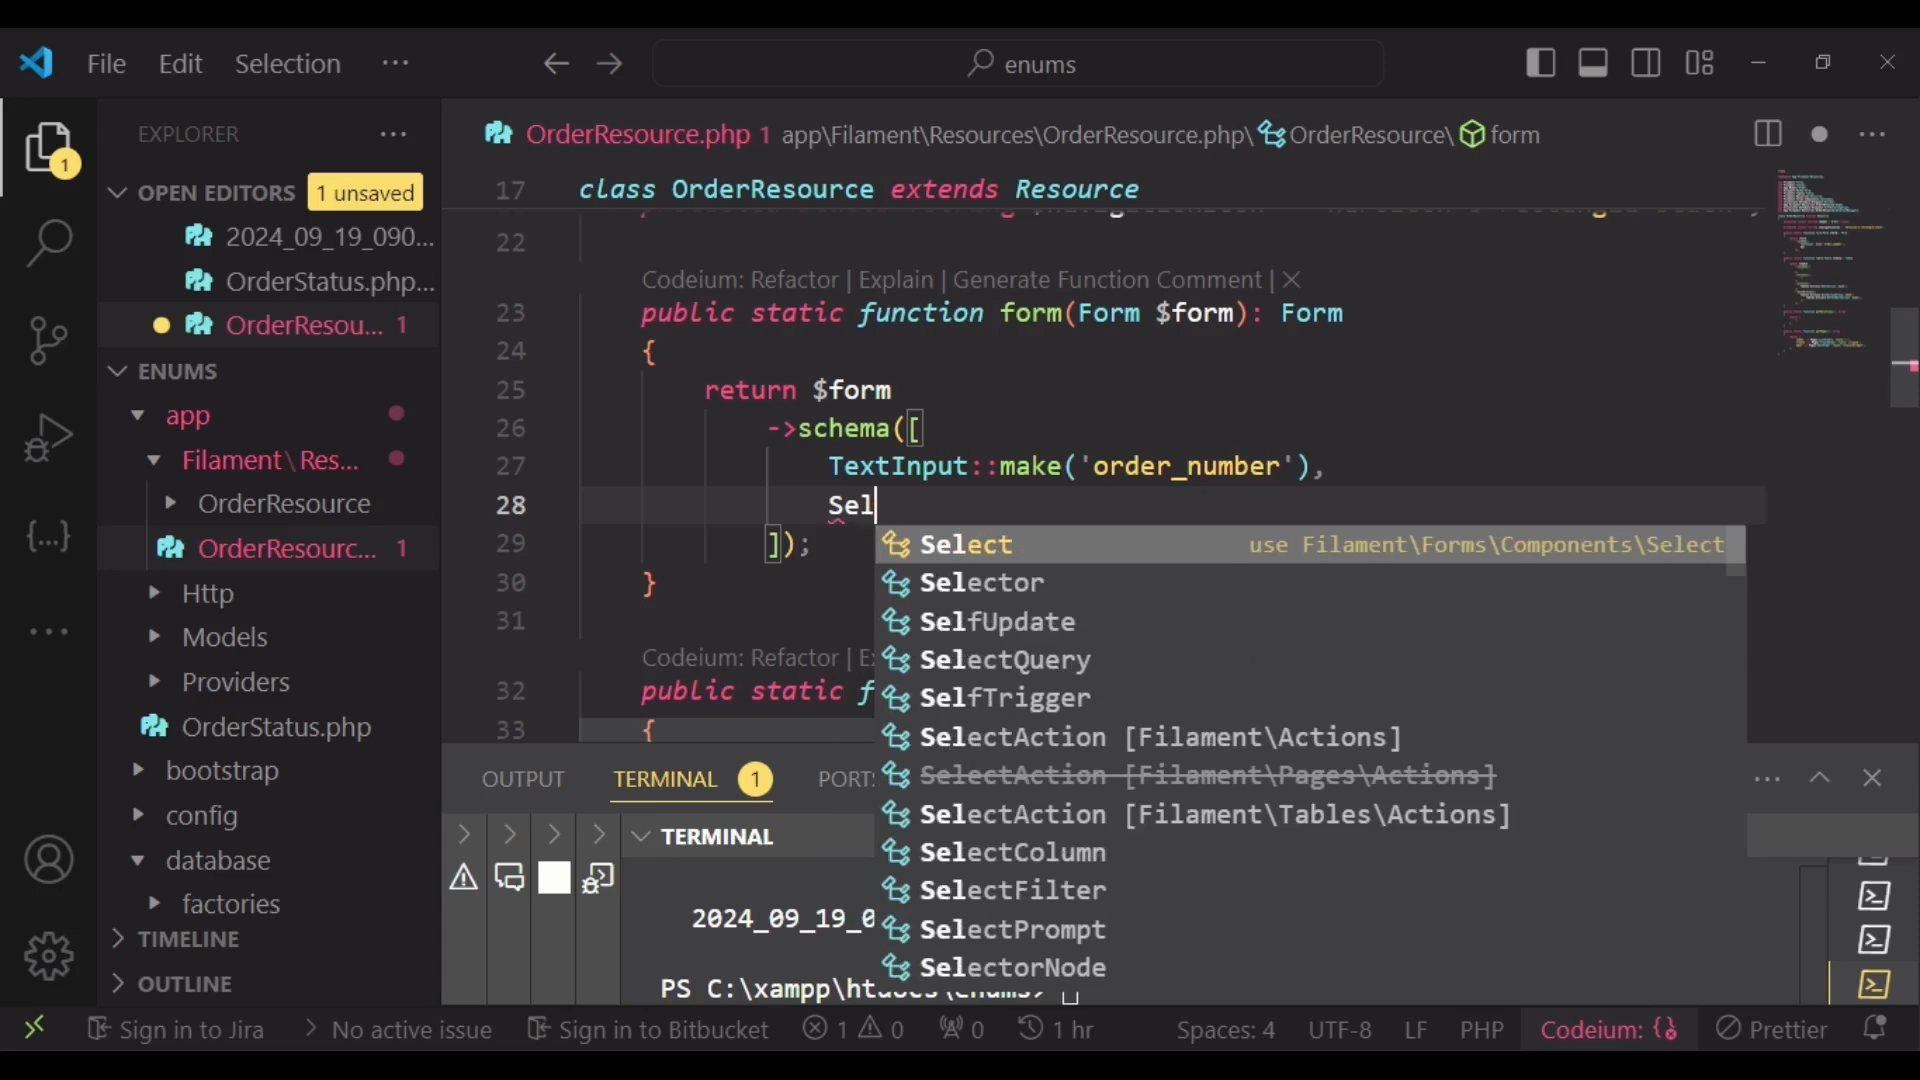 File Edit Selection ···
enums
EXPLORER
OrderResource.php 1 app\Filament\Resources\OrderResource.php\ OrderResource\ form
OPEN EDITORS 1 unsaved
2024_09_19_090...
OrderStatus.php...
OrderResou... 1
ENUMS
app
Filament\Res...
OrderResource
OrderResourc... 1
Http
Models
Providers
OrderStatus.php
bootstrap
config
database
factories
TIMELINE
OUTLINE
17 class OrderResource extends Resource
22
Codeium: Refactor | Explain | Generate Function Comment | ✕
23 public static function form(Form $form): Form
24 {
25 return $form
26 ->schema([
27 TextInput::make('order_number'),
28 Sel
29 ]);
30 }
31
Codeium: Refactor |
32 public static f
33 {
Select use Filament\Forms\Components\Select
Selector
SelfUpdate
SelectQuery
SelfTrigger
SelectAction [Filament\Actions]
SelectAction [Filament\Pages\Actions]
SelectAction [Filament\Tables\Actions]
SelectColumn
SelectFilter
SelectPrompt
SelectorNode
OUTPUT TERMINAL 1 PORTS
TERMINAL
2024_09_19_0
PS C:\xampp\htdocs\enums>
1
Sign in to Jira No active issue Sign in to Bitbucket 1 0 0 1 hr Spaces: 4 UTF-8 LF PHP Codeium: {} Prettier